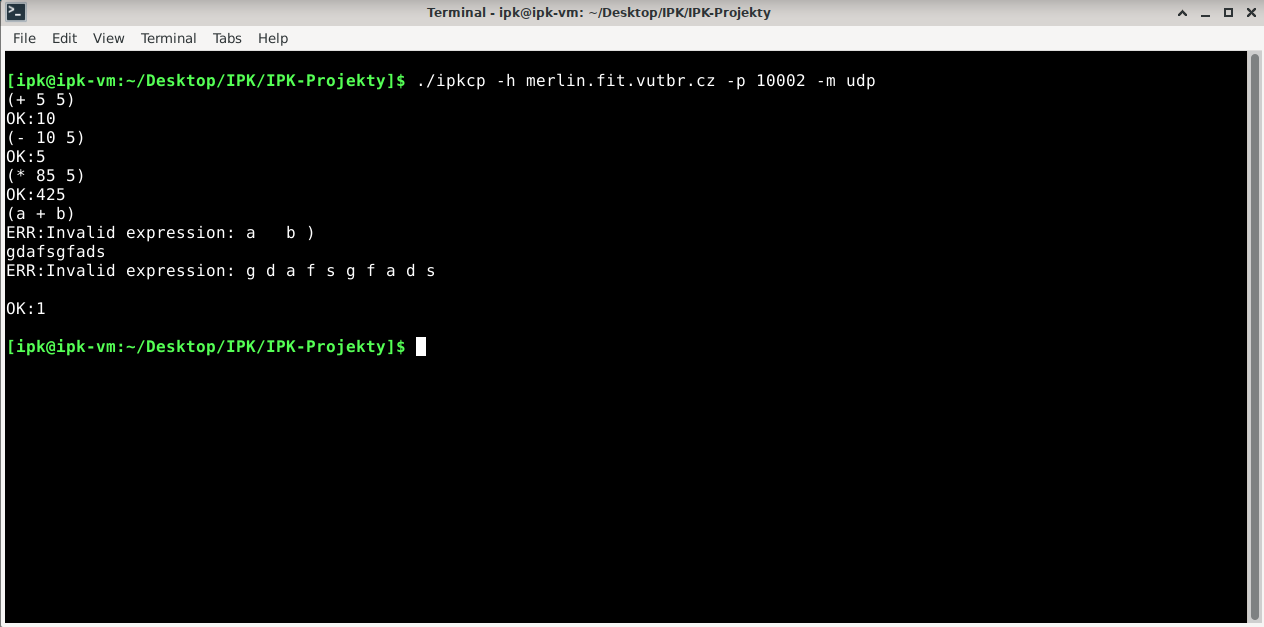 Terminal - ipk@ipk-vm: ~/Desktop/IPK/IPK-Projekty
File Edit View Terminal Tabs Help
[ipk@ipk-vm:~/Desktop/IPK/IPK-Projekty]$ ./ipkcp -h merlin.fit.vutbr.cz -p 10002 -m udp
(+ 5 5)
OK:10
(- 10 5)
OK:5
(* 85 5)
OK:425
(a + b)
ERR:Invalid expression: a   b )
gdafsgfads
ERR:Invalid expression: g d a f s g f a d s
OK:1
[ipk@ipk-vm:~/Desktop/IPK/IPK-Projekty]$